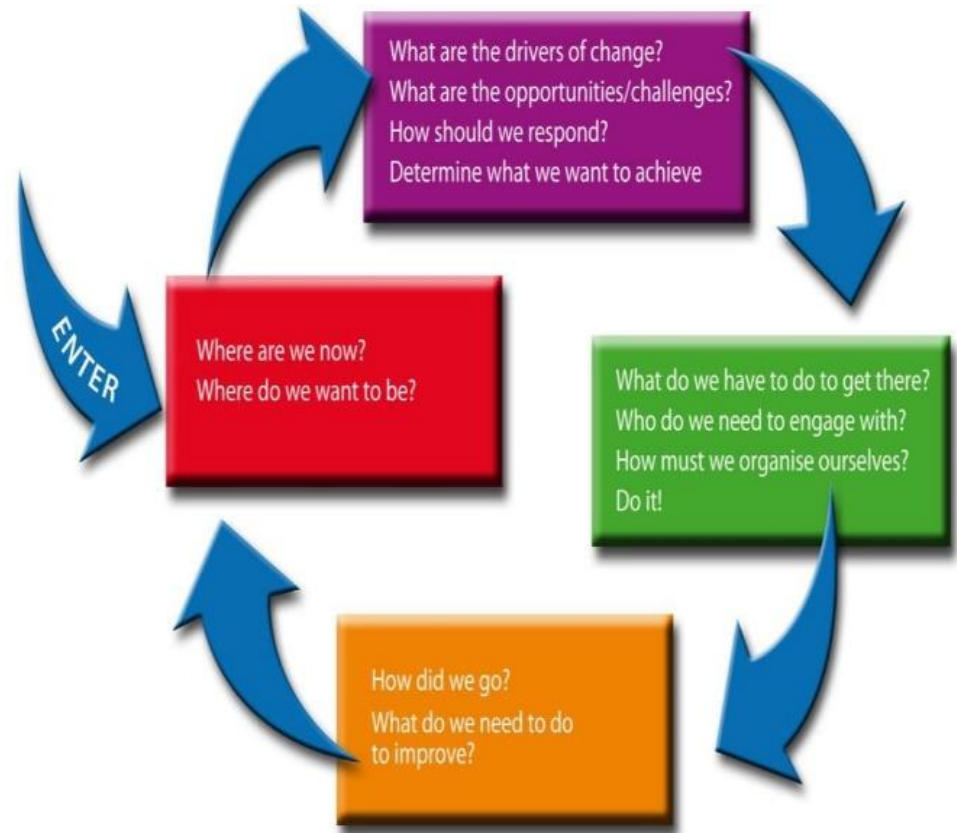 ENTER
Where are we now?
Where do we want to be?
What are the drivers of change?
What are the opportunities/challenges?
How should we respond?
Determine what we want to achieve
What do we have to do to get there?
Who do we need to engage with?
How must we organise ourselves?
Do it!
How did we go?
What do we need to do
to improve?